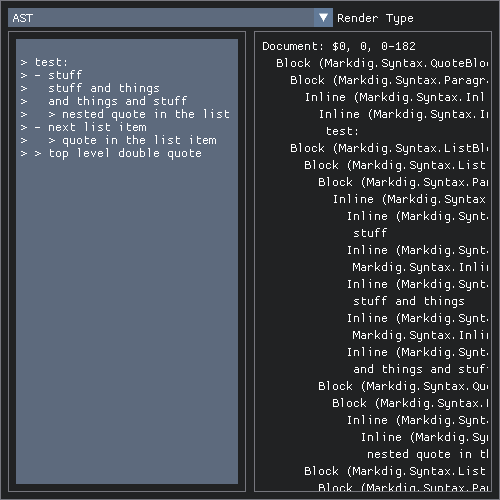 AST
Render Type
> test:
> - stuff
>   stuff and things
>   and things and stuff
>   > nested quote in the list
> - next list item
>   > quote in the list item
> > top level double quote
Document: $0, 0, 0-182
Block (Markdig.Syntax.QuoteBloc
Block (Markdig.Syntax.Paragra
Inline (Markdig.Syntax.Inl
Inline (Markdig.Syntax.In
test:
Block (Markdig.Syntax.ListBlo
Block (Markdig.Syntax.List
Block (Markdig.Syntax.Par
Inline (Markdig.Syntax
Inline (Markdig.Synt
stuff
Inline (Markdig.Synt
Markdig.Syntax.Inlin
Inline (Markdig.Synt
stuff and things
Inline (Markdig.Synt
Markdig.Syntax.Inlin
Inline (Markdig.Synt
and things and stuf
Block (Markdig.Syntax.Quo
Block (Markdig.Syntax.
Inline (Markdig.Synt
Inline (Markdig.Sy
nested quote in th
Block (Markdig.Syntax.List
Block (Markdig.Syntax.Par